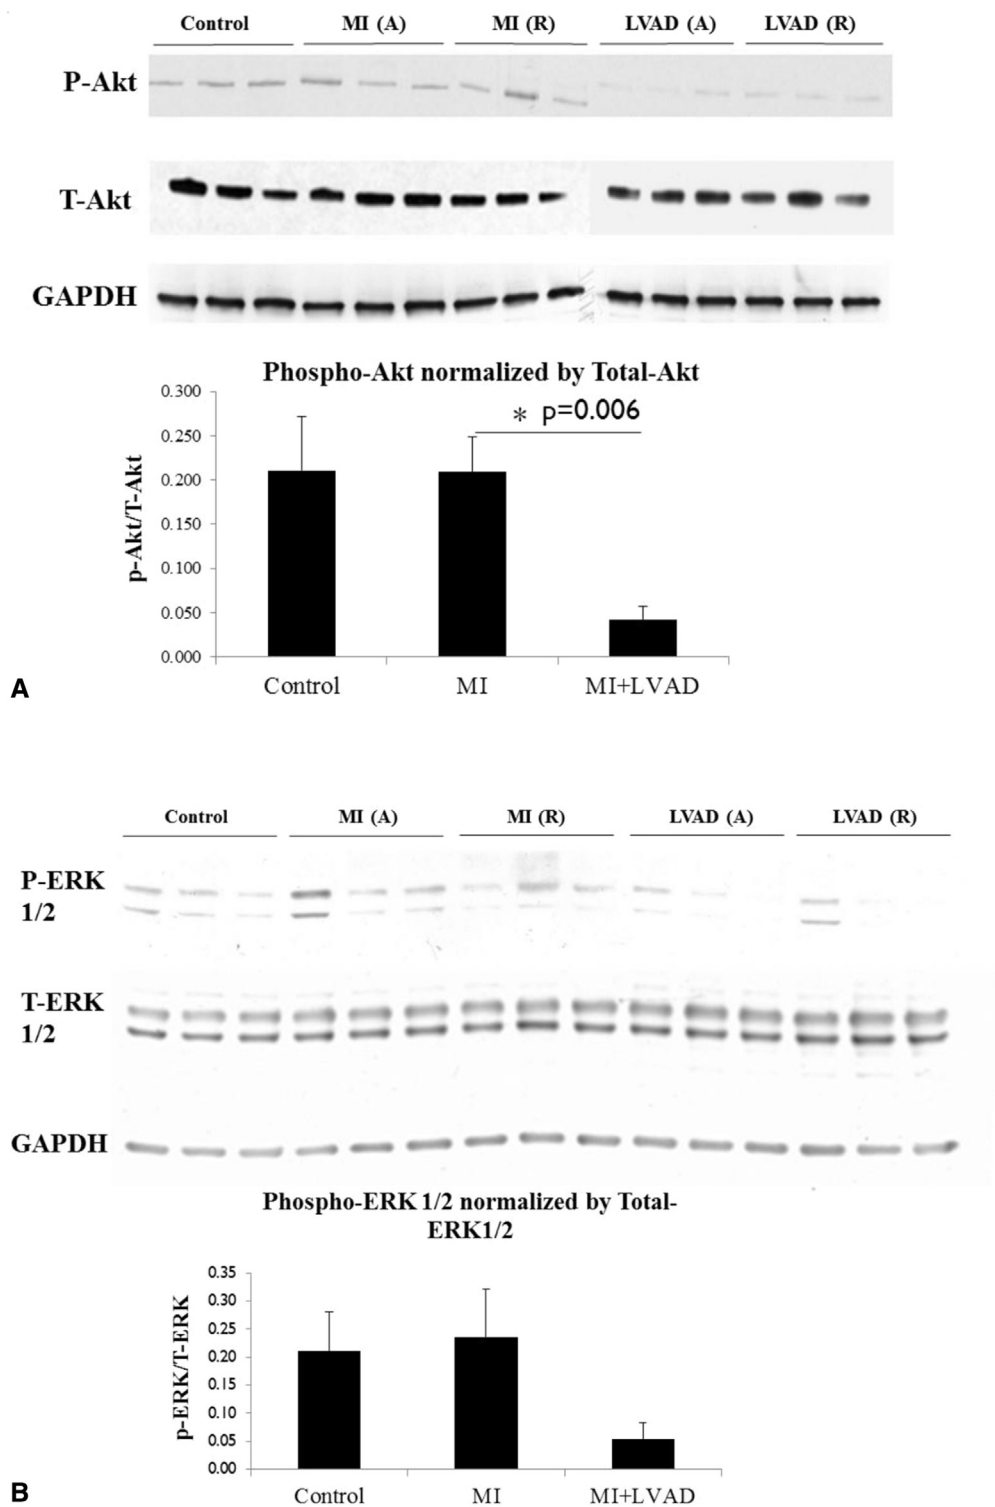 Control MI (A) MI (R) LVAD (A) LVAD (R)
P-Akt
T-Akt
GAPDH
Phospho-Akt normalized by Total-Akt
* p=0.006
p-Akt/T-Akt
0.300
0.250
0.200
0.150
0.100
0.050
0.000
Control MI MI+LVAD
A
Control MI (A) MI (R) LVAD (A) LVAD (R)
P-ERK
1/2
T-ERK
1/2
GAPDH
Phospho-ERK 1/2 normalized by Total-
ERK1/2
p-ERK/T-ERK
0.35
0.30
0.25
0.20
0.15
0.10
0.05
0.00
Control MI MI+LVAD
B